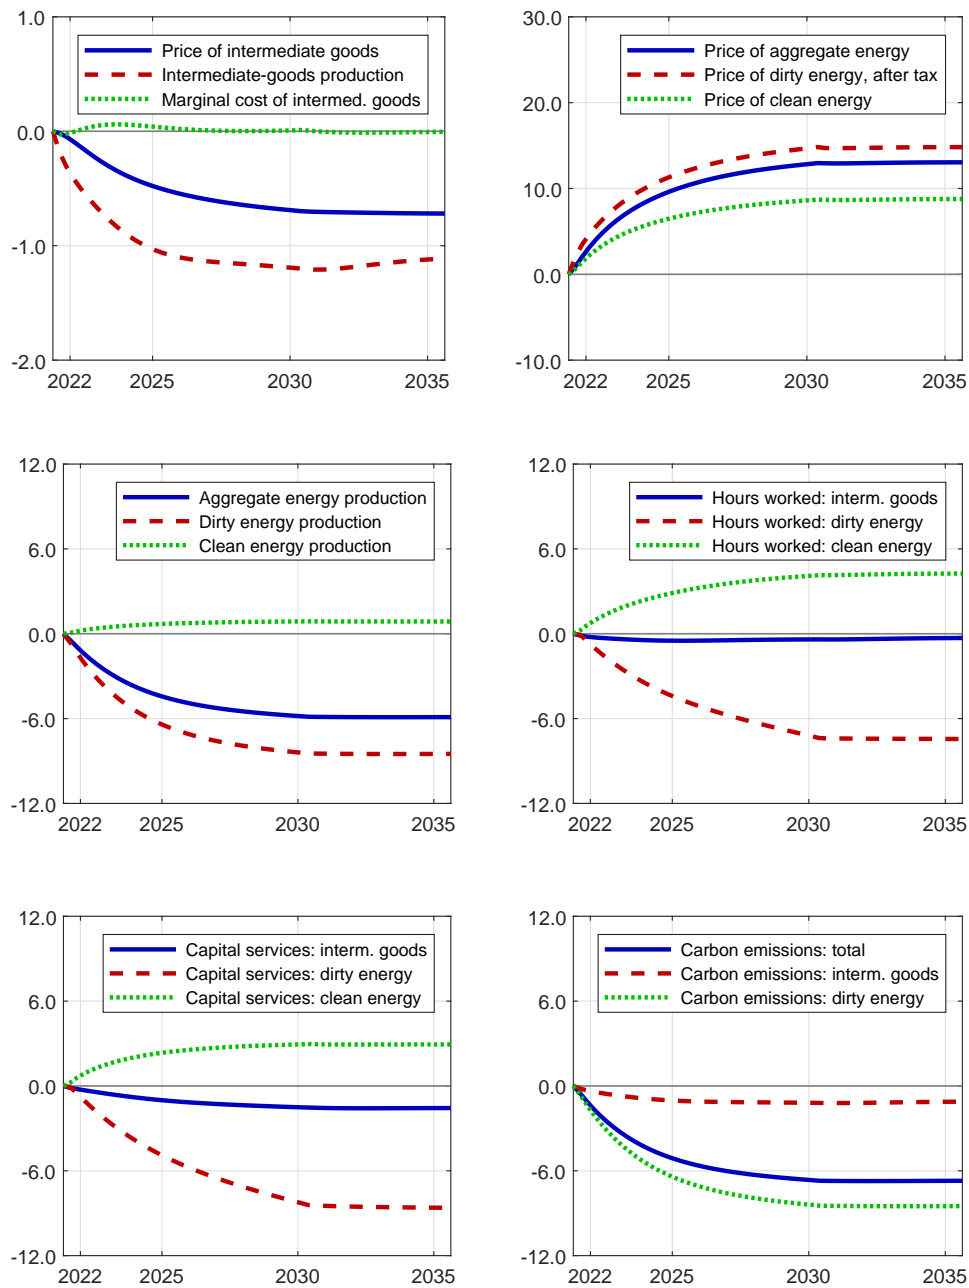 1.0
0.0
-1.0
-2.0
2022 2025 2030 2035
Price of intermediate goods
Intermediate-goods production
Marginal cost of intermed. goods
30.0
20.0
10.0
0.0
-10.0
2022 2025 2030 2035
Price of aggregate energy
Price of dirty energy, after tax
Price of clean energy
12.0
6.0
0.0
-6.0
-12.0
2022 2025 2030 2035
Aggregate energy production
Dirty energy production
Clean energy production
12.0
6.0
0.0
-6.0
-12.0
2022 2025 2030 2035
Hours worked: interm. goods
Hours worked: dirty energy
Hours worked: clean energy
12.0
6.0
0.0
-6.0
-12.0
2022 2025 2030 2035
Capital services: interm. goods
Capital services: dirty energy
Capital services: clean energy
12.0
6.0
0.0
-6.0
-12.0
2022 2025 2030 2035
Carbon emissions: total
Carbon emissions: interm. goods
Carbon emissions: dirty energy